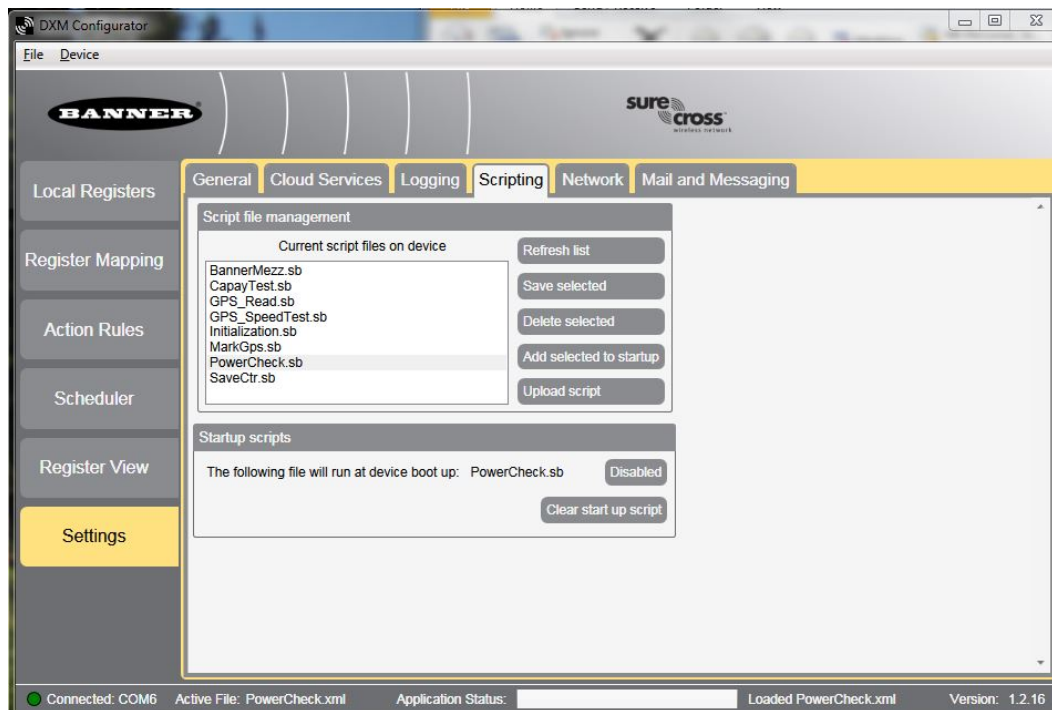 DXM Configurator
File Device
BANNER
sure cross
wireless network
General Cloud Services Logging Scripting Network Mail and Messaging
Local Registers
Register Mapping
Action Rules
Scheduler
Register View
Settings
Script file management
Current script files on device
BannerMezz.sb
CapayTest.sb
GPS_Read.sb
GPS_SpeedTest.sb
Initialization.sb
MarkGps.sb
PowerCheck.sb
SaveCtr.sb
Refresh list
Save selected
Delete selected
Add selected to startup
Upload script
Startup scripts
The following file will run at device boot up: PowerCheck.sb Disabled
Clear start up script
Connected: COM6 Active File: PowerCheck.xml Application Status: Loaded PowerCheck.xml Version: 1.2.16